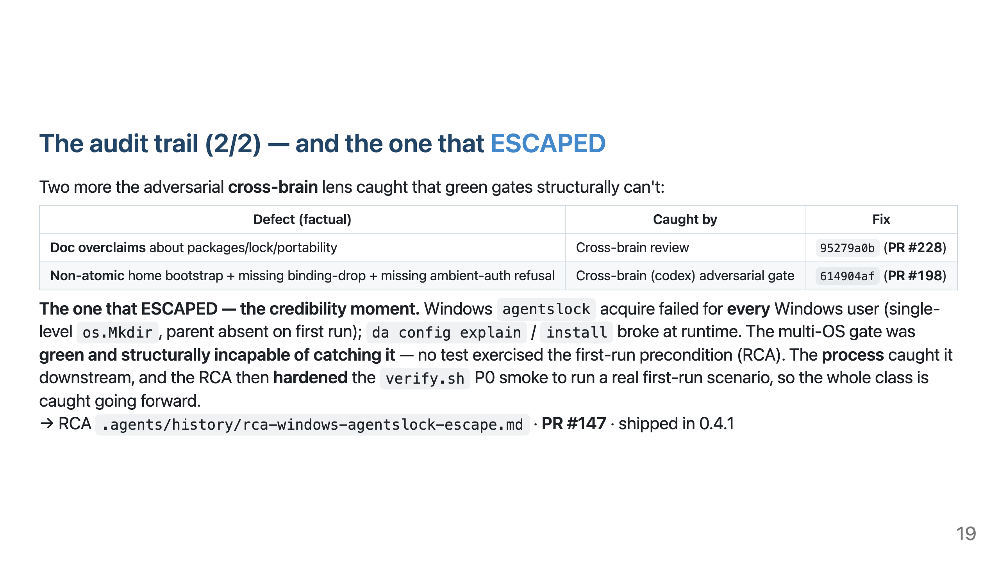 The audit trail (2/2) — and the one that ESCAPED
Two more the adversarial cross-brain lens caught that green gates structurally can't:
Defect (factual) Caught by Fix
Doc overclaims about packages/lock/portability Cross-brain review 95279a0b (PR #228)
Non-atomic home bootstrap + missing binding-drop + missing ambient-auth refusal Cross-brain (codex) adversarial gate 614904af (PR #198)
The one that ESCAPED — the credibility moment. Windows agentslock acquire failed for every Windows user (single-
level os.Mkdir, parent absent on first run); da config explain / install broke at runtime. The multi-OS gate was
green and structurally incapable of catching it — no test exercised the first-run precondition (RCA). The process caught it
downstream, and the RCA then hardened the verify.sh P0 smoke to run a real first-run scenario, so the whole class is
caught going forward.
→ RCA .agents/history/rca-windows-agentslock-escape.md · PR #147 · shipped in 0.4.1
19